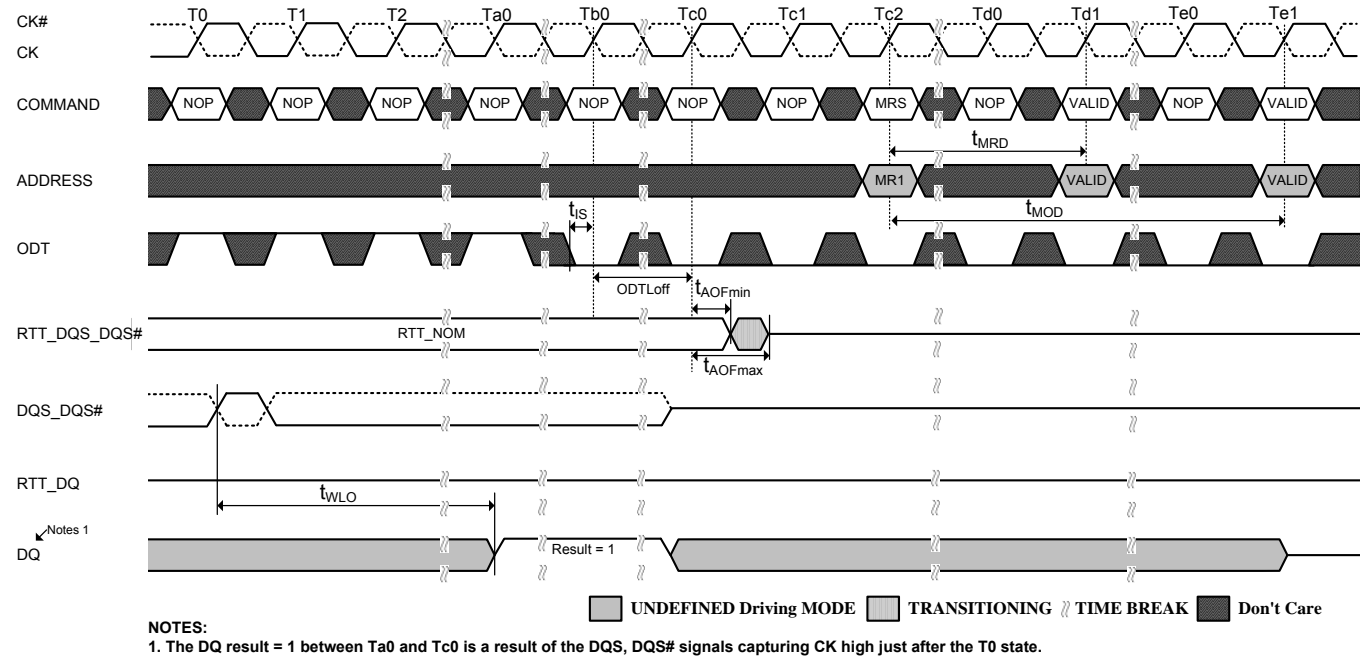 T0 T1 T2 Ta0 Tb0 Tc0 Tc1 Tc2 Td0 Td1 Te0 Te1
CK#
CK
COMMAND NOP NOP NOP NOP NOP NOP NOP MRS NOP VALID NOP VALID
tMRD
ADDRESS MR1 VALID VALID
tIS tMOD
ODT
ODTLoff tAOFmin
RTT_DQS_DQS# RTT_NOM
tAOFmax
DQS_DQS#
RTT_DQ
tWLO
Notes 1
DQ Result = 1
UNDEFINED Driving MODE TRANSITIONING TIME BREAK Don't Care
NOTES:
1. The DQ result = 1 between Ta0 and Tc0 is a result of the DQS, DQS# signals capturing CK high just after the T0 state.